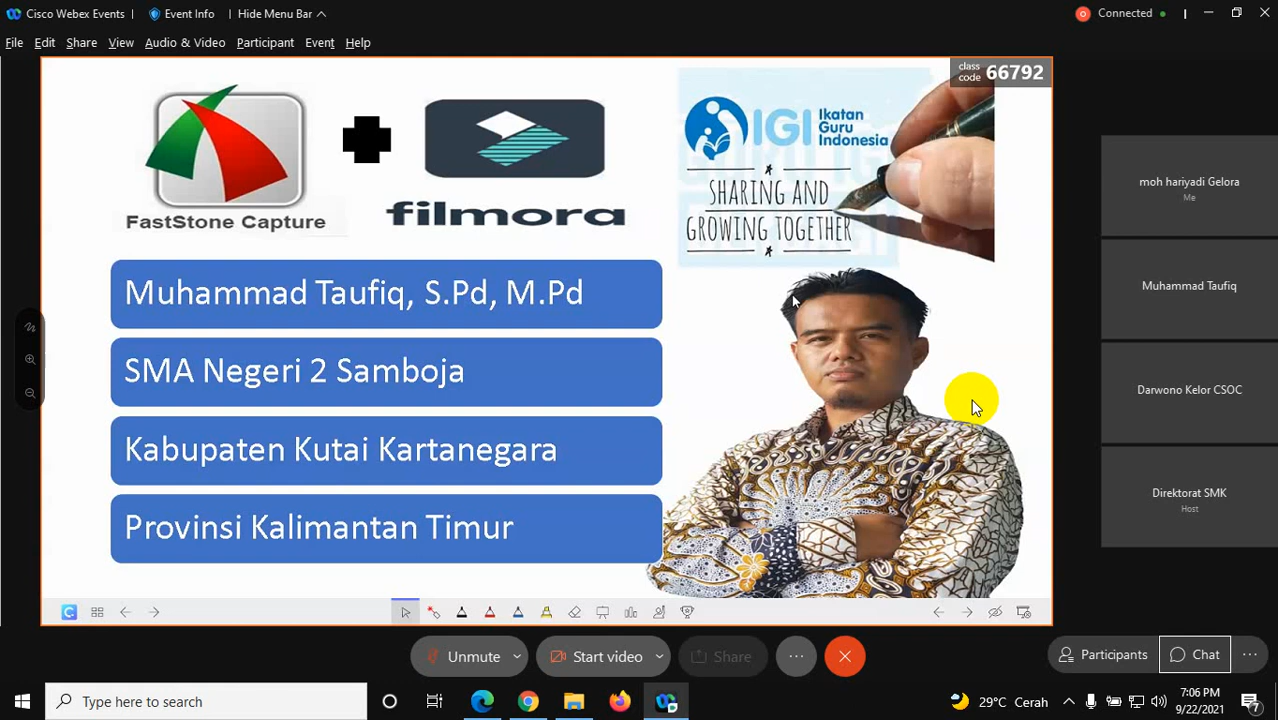 Cisco Webex Events
Event Info
Hide Menu Bar
Connected
File Edit Share View Audio & Video Participant Event Help
class code 66792
FastStone Capture
filmora
IGI
Ikatan
Guru
Indonesia
SHARING AND
GROWING TOGETHER
Muhammad Taufiq, S.Pd, M.Pd
SMA Negeri 2 Samboja
Kabupaten Kutai Kartanegara
Provinsi Kalimantan Timur
moh hariyadi Gelora
Me
Muhammad Taufiq
Darwono Kelor CSOC
Direktorat SMK
Host
Unmute
Start video
Share
Participants
Chat
Type here to search
29°C Cerah
7:06 PM
9/22/2021
7